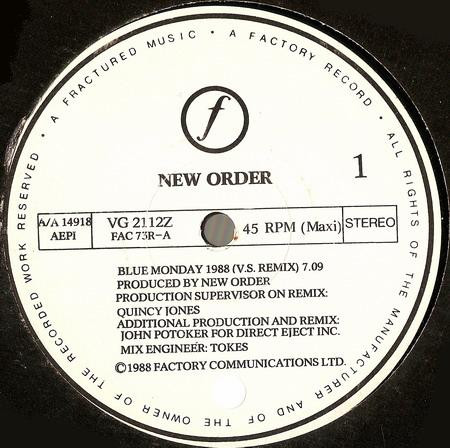 A FRACTURED MUSIC • A FACTORY RECORD • ALL RIGHTS OF THE MANUFACTURER AND OF THE OWNER OF THE RECORDED WORK RESERVED •
f
NEW ORDER
1
A/A 14918
AEPI
VG 2112Z
FAC 73R-A
45 RPM (Maxi)
STEREO
BLUE MONDAY 1988 (V.S. REMIX) 7.09
PRODUCED BY NEW ORDER
PRODUCTION SUPERVISOR ON REMIX:
QUINCY JONES
ADDITIONAL PRODUCTION AND REMIX:
JOHN POTOKER FOR DIRECT EJECT INC.
MIX ENGINEER: TOKES
©1988 FACTORY COMMUNICATIONS LTD.